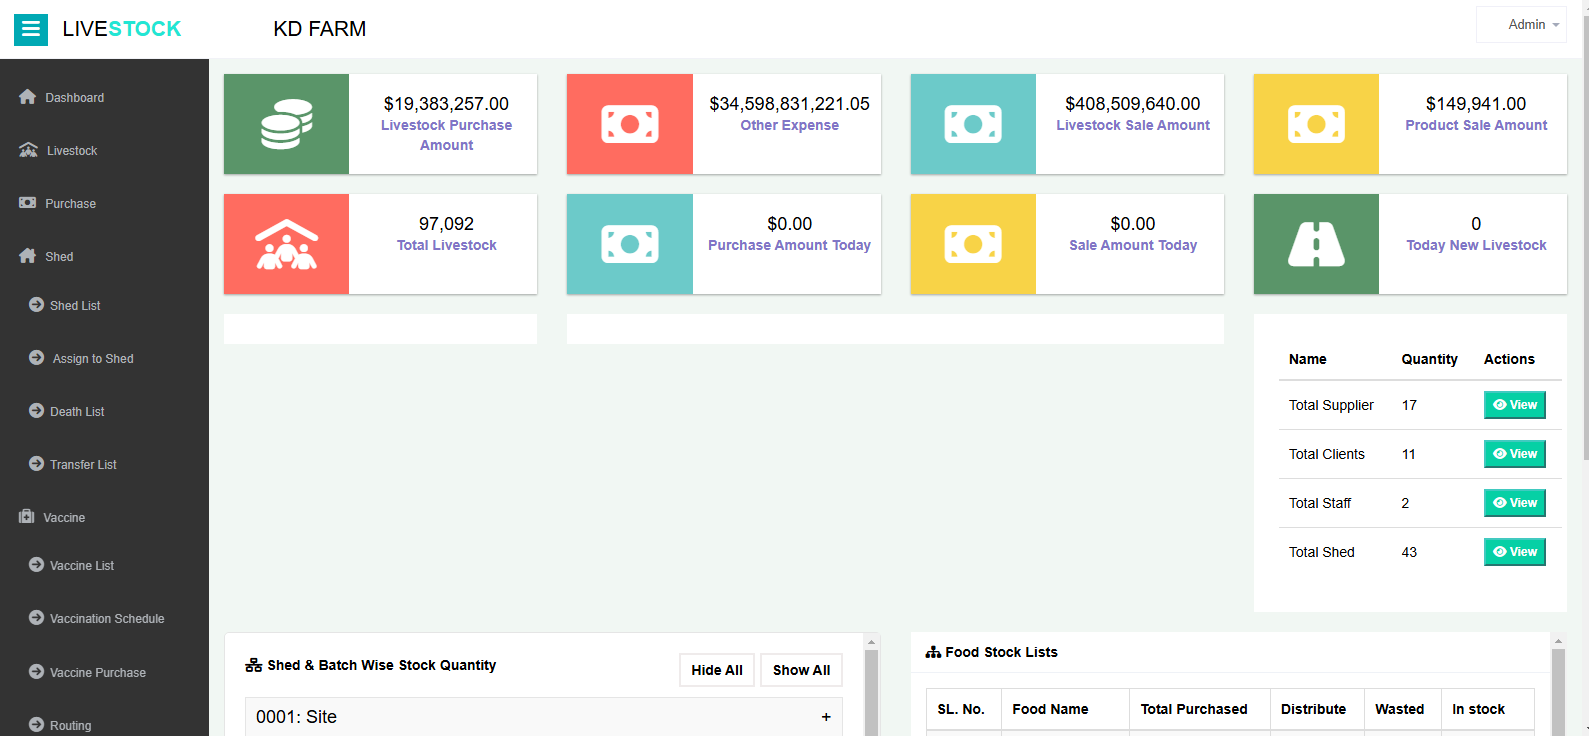 LIVESTOCK
KD FARM
Admin
Dashboard
Livestock
Purchase
Shed
Shed List
Assign to Shed
Death List
Transfer List
Vaccine
Vaccine List
Vaccination Schedule
Vaccine Purchase
Routing
$19,383,257.00
Livestock Purchase
Amount
$34,598,831,221.05
Other Expense
$408,509,640.00
Livestock Sale Amount
$149,941.00
Product Sale Amount
97,092
Total Livestock
$0.00
Purchase Amount Today
$0.00
Sale Amount Today
0
Today New Livestock
Name Quantity Actions
Total Supplier 17 View
Total Clients 11 View
Total Staff 2 View
Total Shed 43 View
Shed & Batch Wise Stock Quantity
Hide All Show All
0001: Site +
Food Stock Lists
SL. No. Food Name Total Purchased Distribute Wasted In stock